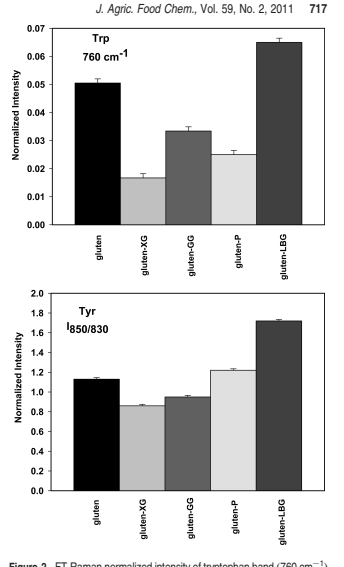 J. Agric. Food Chem., Vol. 59, No. 2, 2011 717
Trp
760 cm-1
Normalized Intensity
0.07
0.06
0.05
0.04
0.03
0.02
0.01
0.00
gluten
gluten-XG
gluten-GG
gluten-P
gluten-LBG
Tyr
I850/830
Normalized Intensity
2.0
1.8
1.6
1.4
1.2
1.0
0.8
0.6
0.4
0.2
0.0
gluten
gluten-XG
gluten-GG
gluten-P
gluten-LBG
Figure 2. FT-Raman normalized intensity of tryptophan band (760 cm−1)